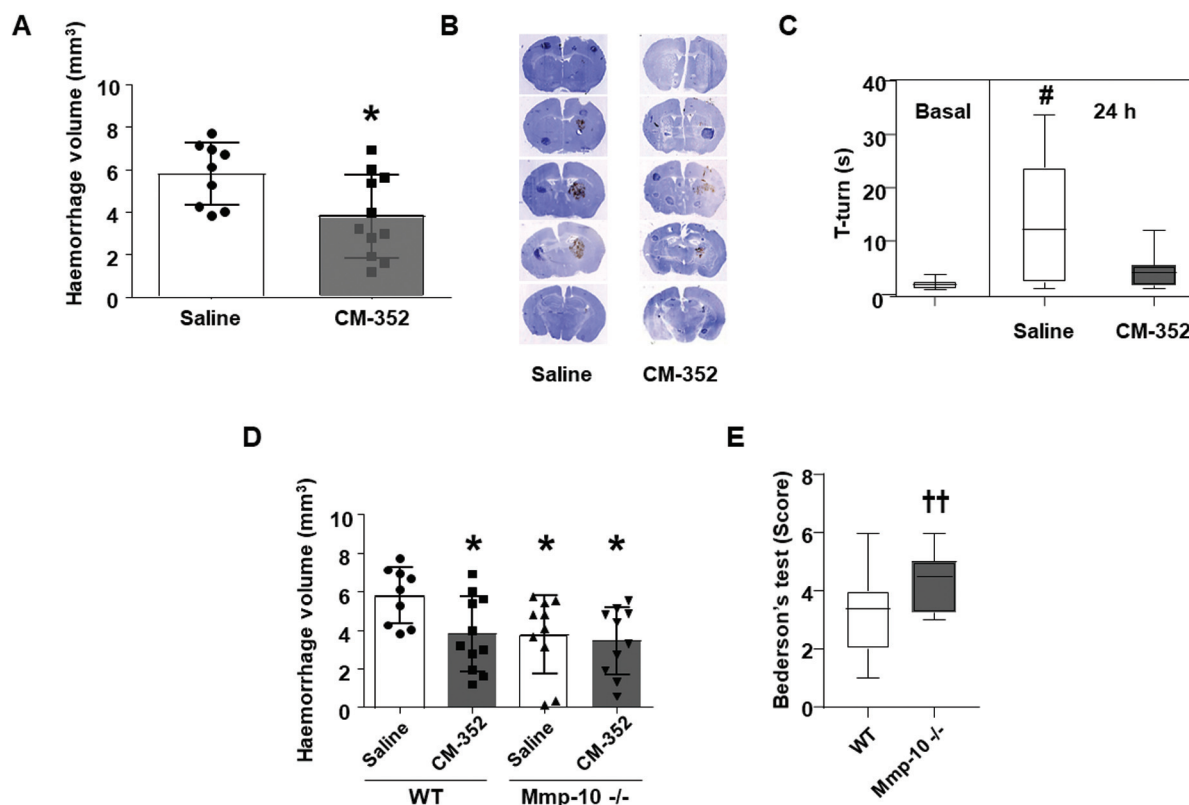 A
Haemorrhage volume (mm³)
10
8
6
4
2
0
*
Saline
CM-352
B
Saline
CM-352
C
T-turn (s)
40
30
20
10
0
Basal
#
24 h
Saline
CM-352
D
Haemorrhage volume (mm³)
10
8
6
4
2
0
*
*
*
Saline
CM-352
Saline
CM-352
WT
Mmp-10 -/-
E
Bederson's test (Score)
8
6
4
2
0
††
WT
Mmp-10 -/-